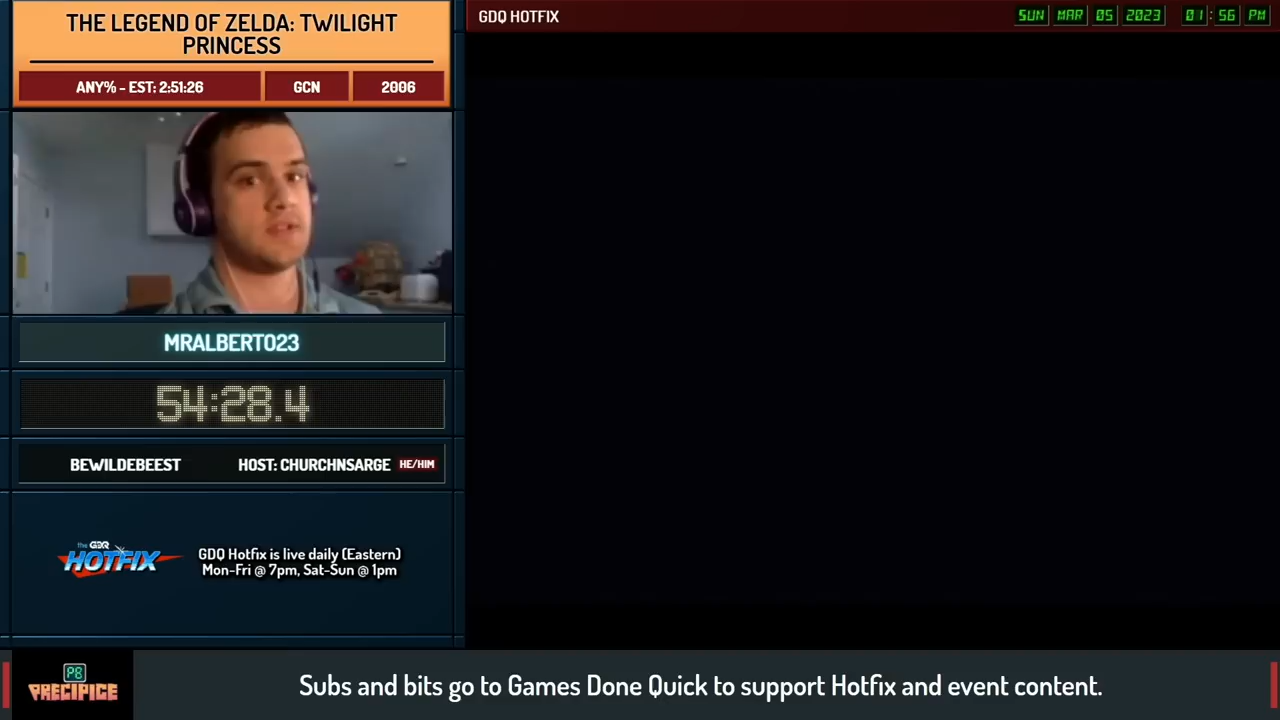 THE LEGEND OF ZELDA: TWILIGHT
PRINCESS
ANY% - EST: 2:51:26
GCN
2006
GDQ HOTFIX
SUN MAR 05 2023 01:56 PM
MRALBERTO23
54:28.4
BEWILDEBEEST
HOST: CHURCHNSARGE HE/HIM
the GDQ
HOTFIX
GDQ Hotfix is live daily (Eastern)
Mon-Fri @ 7pm, Sat-Sun @ 1pm
PB
PRECIPICE
Subs and bits go to Games Done Quick to support Hotfix and event content.